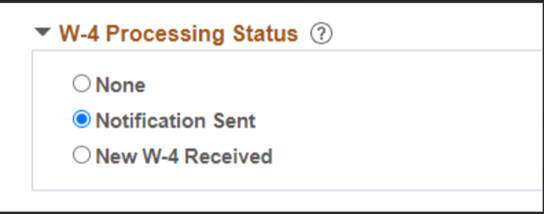 W-4 Processing Status ?
None
Notification Sent
New W-4 Received